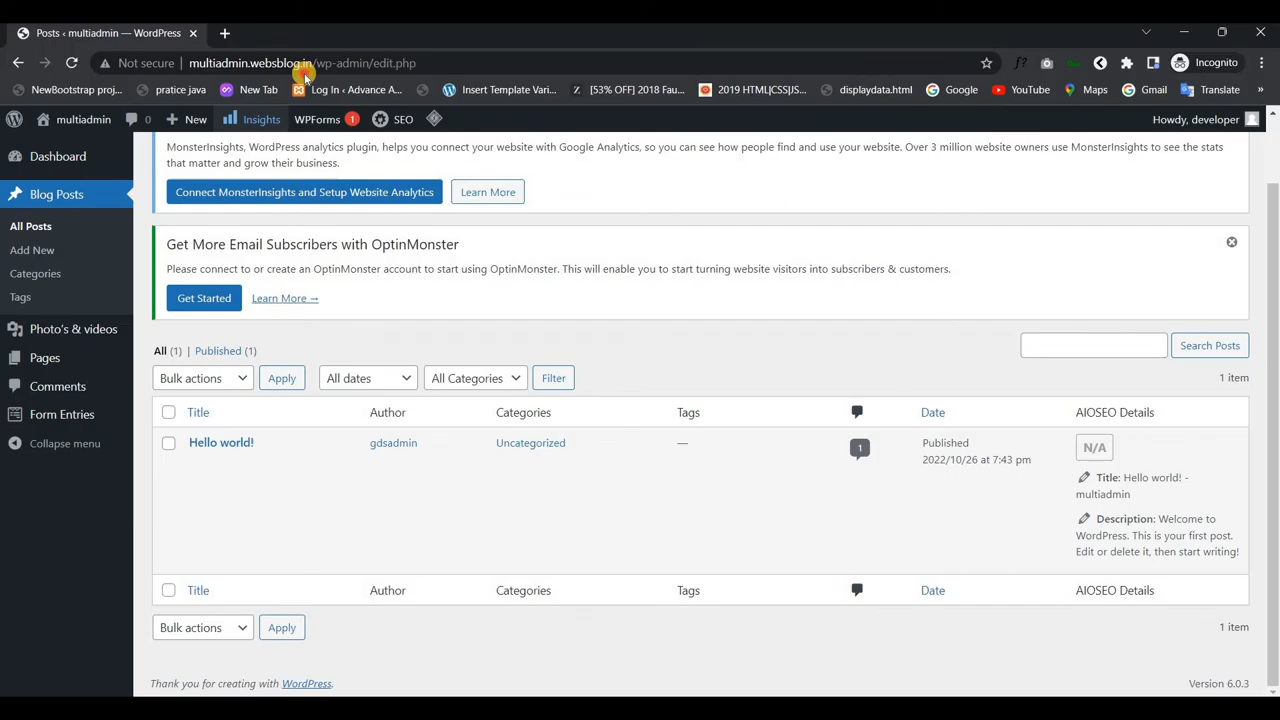 Posts ‹ multiadmin — WordPress
Not secure | multiadmin.websblog.in/wp-admin/edit.php
Incognito
NewBootstrap proj...
pratice java
New Tab
Log In ‹ Advance A...
Insert Template Vari...
[53% OFF] 2018 Fau...
2019 HTML|CSS|JS...
displaydata.html
Google
YouTube
Maps
Gmail
Translate
»
multiadmin
0
New
Insights
WPForms 1
SEO
Howdy, developer
Dashboard
Blog Posts
All Posts
Add New
Categories
Tags
Photo's & videos
Pages
Comments
Form Entries
Collapse menu
MonsterInsights, WordPress analytics plugin, helps you connect your website with Google Analytics, so you can see how people find and use your website. Over 3 million website owners use MonsterInsights to see the stats
that matter and grow their business.
Connect MonsterInsights and Setup Website Analytics
Learn More
Get More Email Subscribers with OptinMonster
Please connect to or create an OptinMonster account to start using OptinMonster. This will enable you to start turning website visitors into subscribers & customers.
Get Started
Learn More →
All (1) | Published (1)
Search Posts
Bulk actions
Apply
All dates
All Categories
Filter
1 item
Title
Author
Categories
Tags
Date
AIOSEO Details
Hello world!
gdsadmin
Uncategorized
—
1
Published
2022/10/26 at 7:43 pm
N/A
Title: Hello world! -
multiadmin
Description: Welcome to
WordPress. This is your first post.
Edit or delete it, then start writing!
Title
Author
Categories
Tags
Date
AIOSEO Details
Bulk actions
Apply
1 item
Thank you for creating with WordPress.
Version 6.0.3